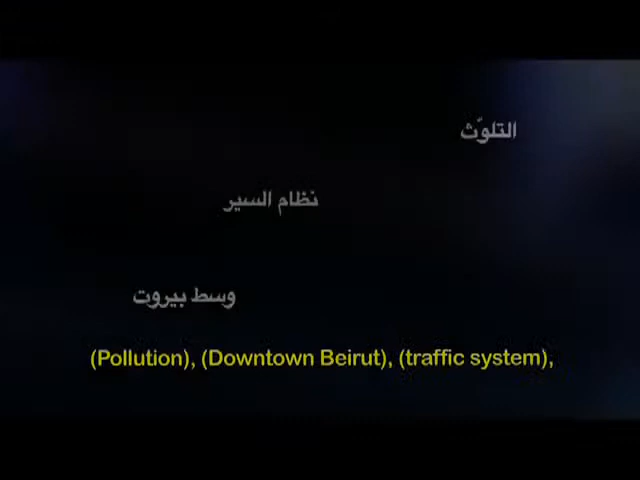 التلوّث
نظام السير
وسط بيروت
(Pollution), (Downtown Beirut), (traffic system),